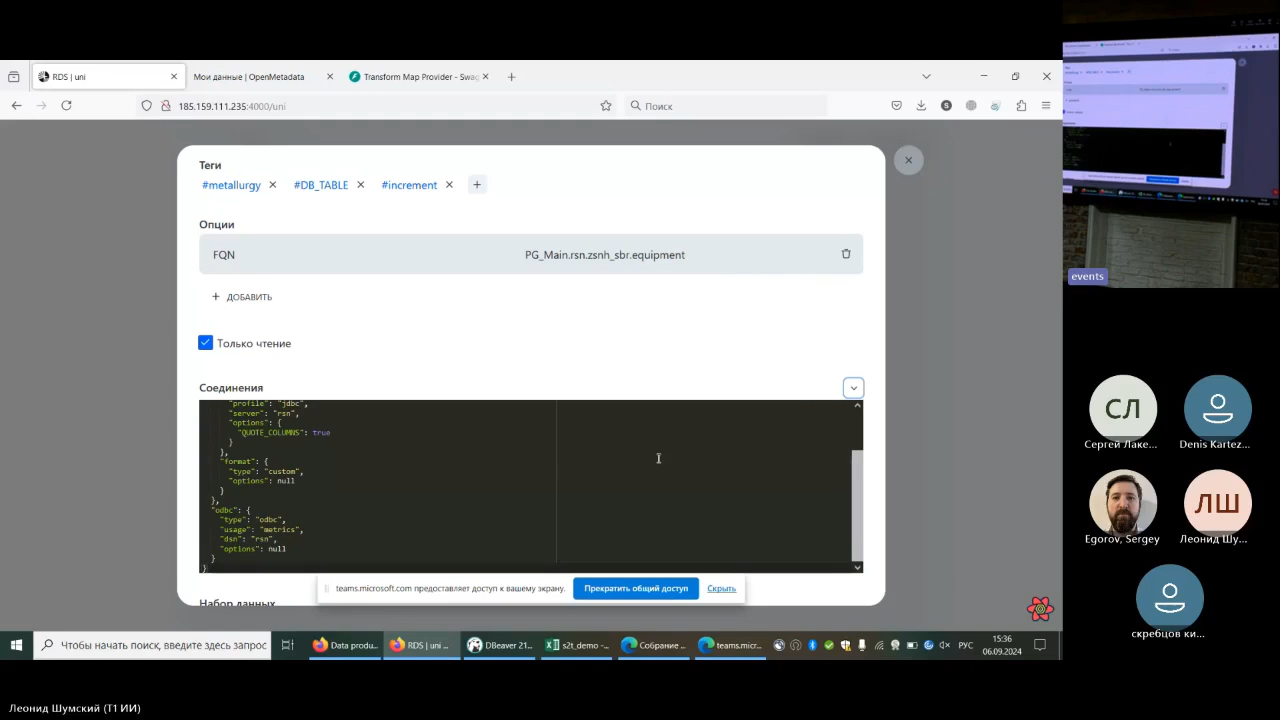 RDS | uni
Мои данные | OpenMetadata
Transform Map Provider - Swag
185.159.111.235:4000/uni
Поиск
Теги
#metallurgy
#DB_TABLE
#increment
Опции
FQN
PG_Main.rsn.zsnh_sbr.equipment
ДОБАВИТЬ
Только чтение
Соединения
"profile": "jdbc",
"server": "rsn",
"options": {
"QUOTE_COLUMNS": true
}
},
"format": {
"type": "custom",
"options": null
}
},
"odbc": {
"type": "odbc",
"usage": "metrics",
"dsn": "rsn",
"options": null
}
}
teams.microsoft.com предоставляет доступ к вашему экрану.
Прекратить общий доступ
Скрыть
Набор данных
Чтобы начать поиск, введите здесь запрос
Data produ...
RDS | uni ...
DBeaver 21...
s2t_demo -...
Собрание ...
teams.micr...
РУС
15:36
06.09.2024
events
СЛ
Сергей Лаке...
Denis Kartez...
Egorov, Sergey
ЛШ
Леонид Шу...
скребцов ки...
Леонид Шумский (Т1 ИИ)